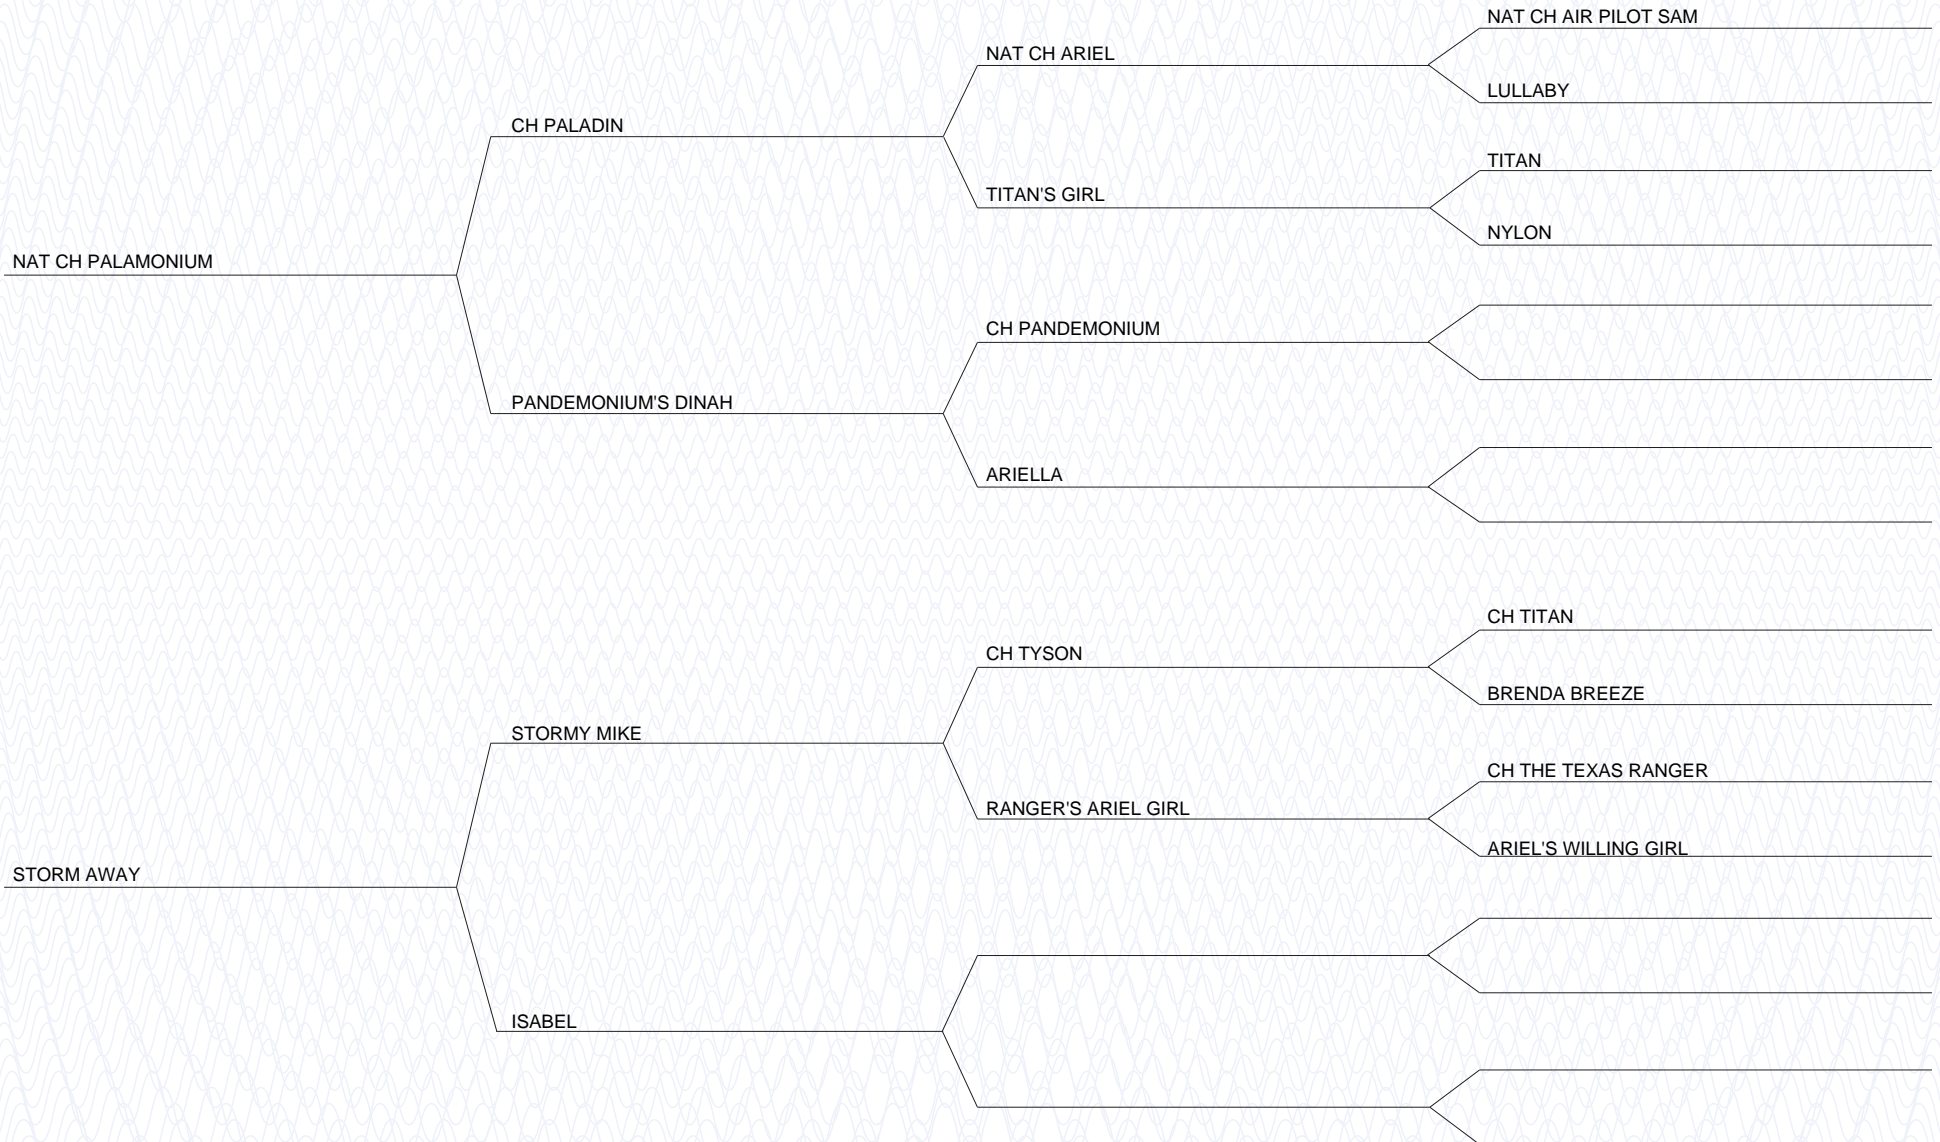 NAT CH AIR PILOT SAM
NAT CH ARIEL
LULLABY
CH PALADIN
TITAN
TITAN'S GIRL
NYLON
NAT CH PALAMONIUM
CH PANDEMONIUM
PANDEMONIUM'S DINAH
ARIELLA
CH TITAN
CH TYSON
BRENDA BREEZE
STORMY MIKE
CH THE TEXAS RANGER
RANGER'S ARIEL GIRL
ARIEL'S WILLING GIRL
STORM AWAY
ISABEL